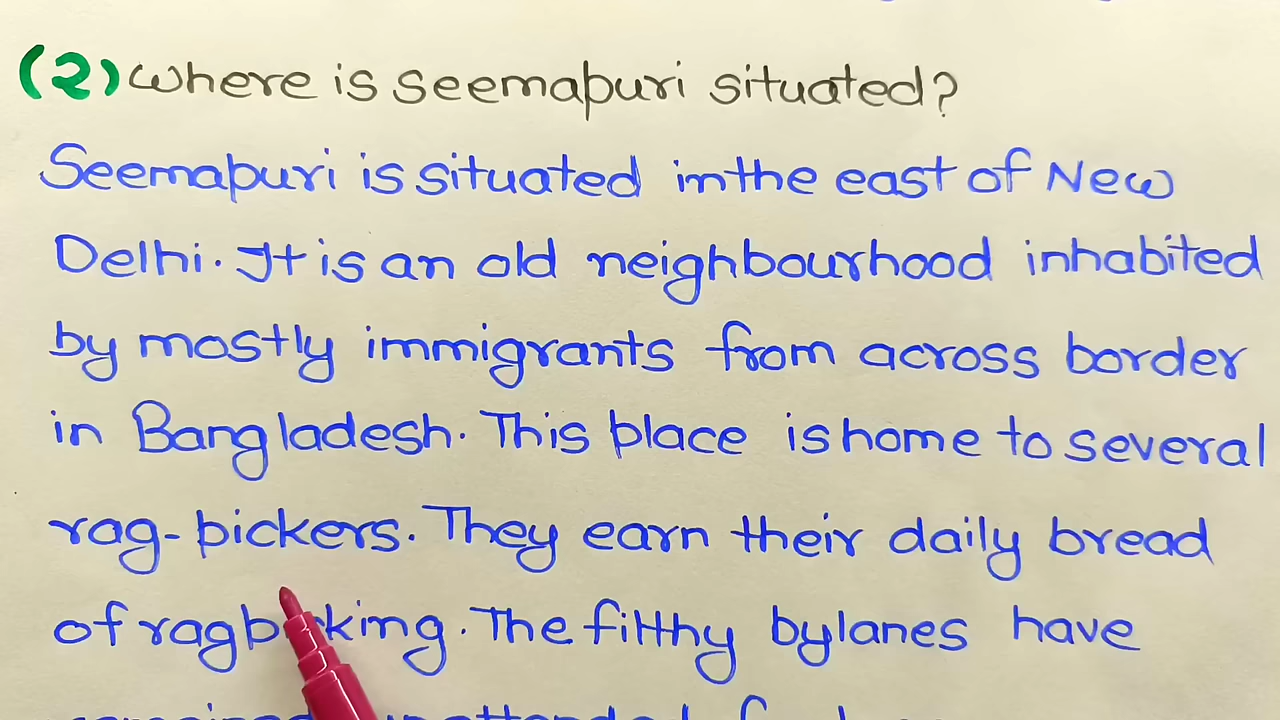 (2) Where is Seemapuri situated?
Seemapuri is situated in the east of New
Delhi. It is an old neighbourhood inhabited
by mostly immigrants from across border
in Bangladesh. This place is home to several
rag-pickers. They earn their daily bread
of ragpicking. The filthy bylanes have